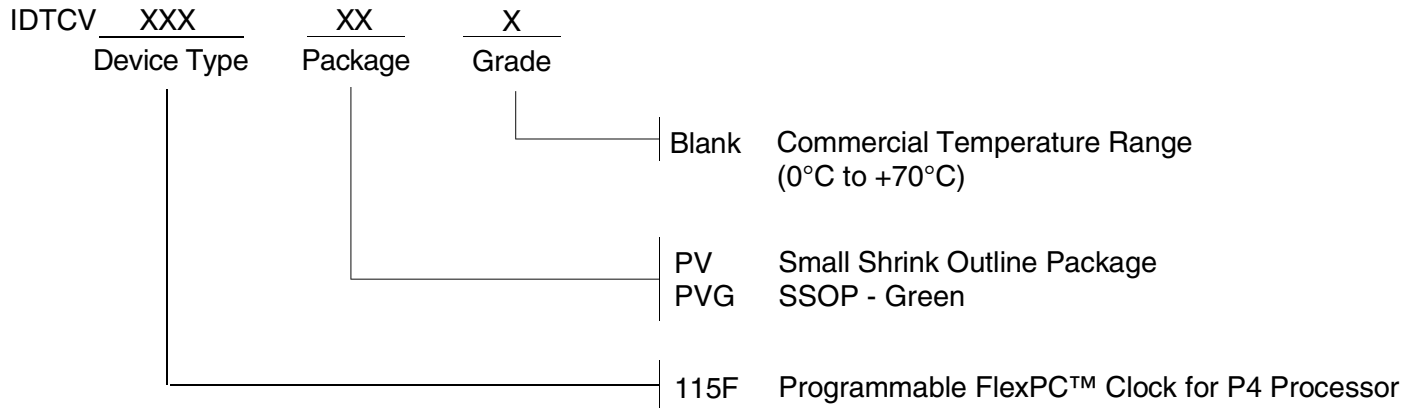 IDTCV XXX XX X
Device Type Package Grade
Blank Commercial Temperature Range
(0°C to +70°C)
PV Small Shrink Outline Package
PVG SSOP - Green
115F Programmable FlexPC™ Clock for P4 Processor